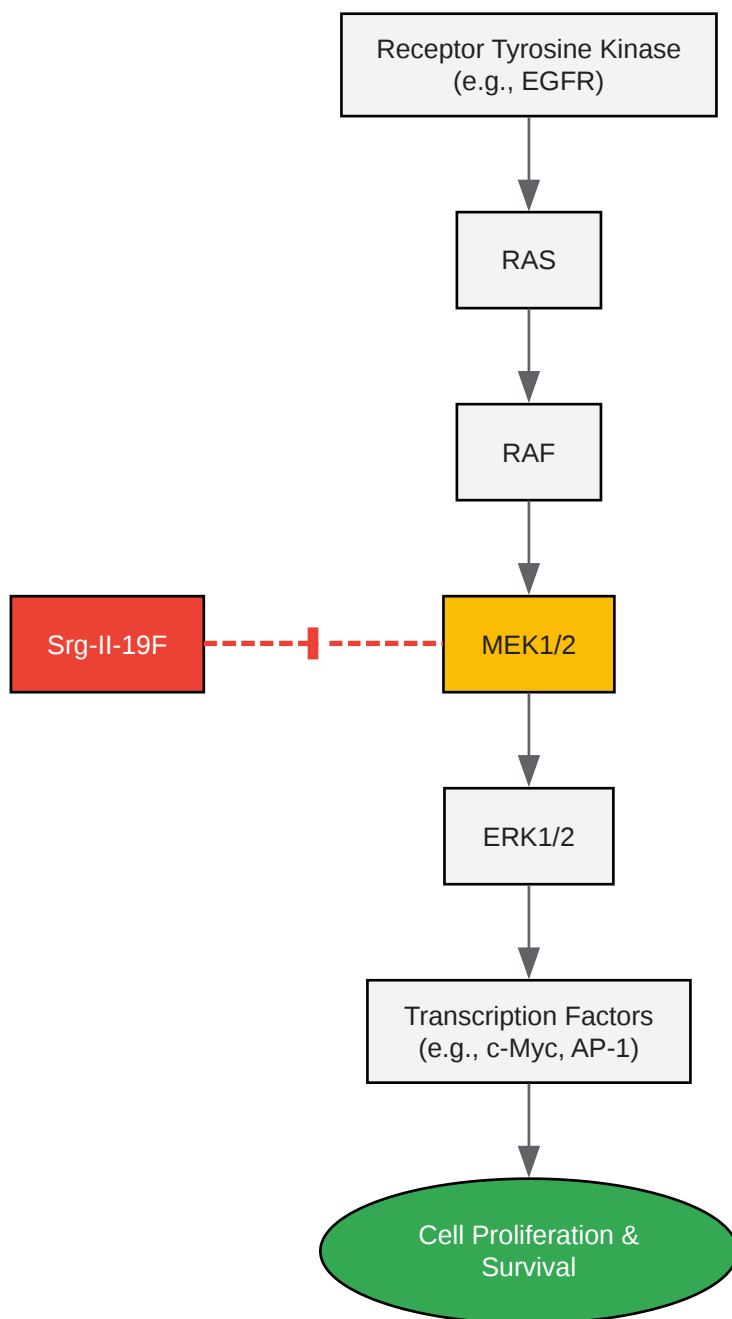 Receptor Tyrosine Kinase
(e.g., EGFR)
RAS
RAF
Srg-II-19F
MEK1/2
ERK1/2
Transcription Factors
(e.g., c-Myc, AP-1)
Cell Proliferation &
Survival